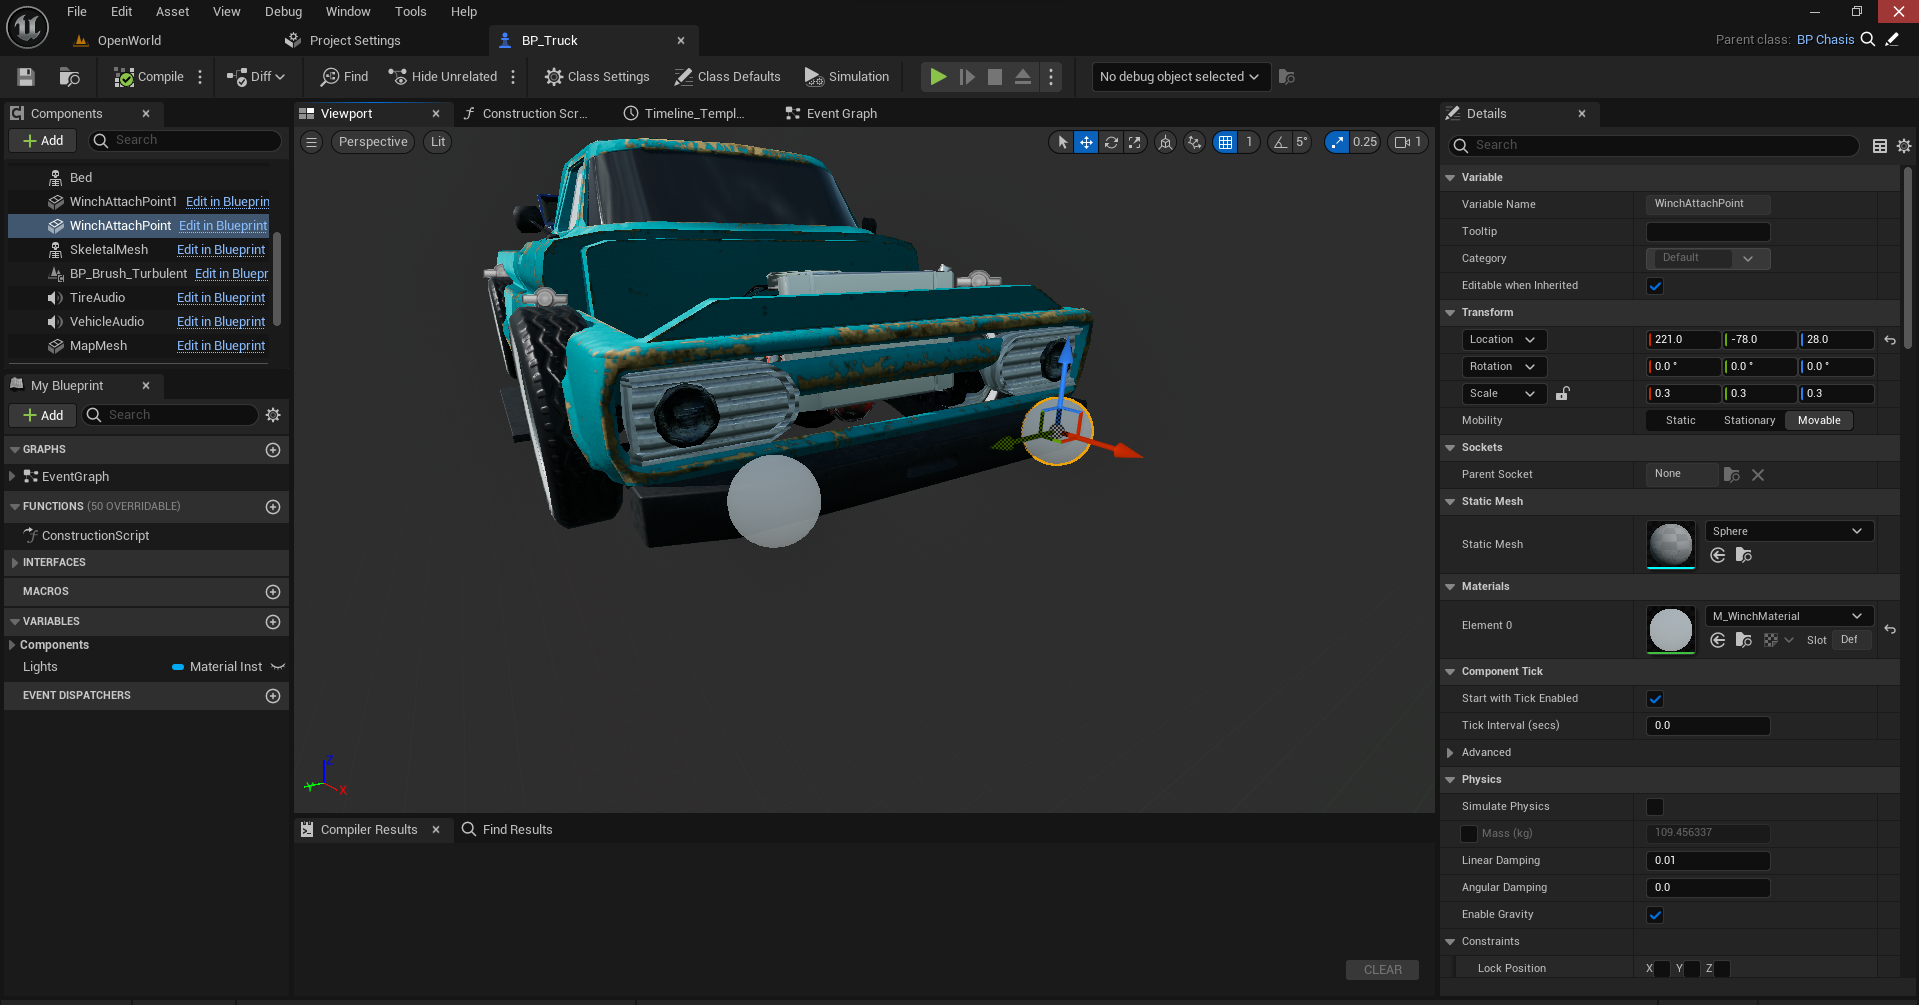 File Edit Asset View Debug Window Tools Help
OpenWorld Project Settings BP_Truck
Parent class: BP Chasis
Compile Diff Find Hide Unrelated Class Settings Class Defaults Simulation No debug object selected
Components
Add Search
Bed
WinchAttachPoint1 Edit in Blueprin
WinchAttachPoint Edit in Blueprint
SkeletalMesh Edit in Blueprint
BP_Brush_Turbulent Edit in Bluepr
TireAudio Edit in Blueprint
VehicleAudio Edit in Blueprint
MapMesh Edit in Blueprint
My Blueprint
Add Search
GRAPHS
EventGraph
FUNCTIONS (50 OVERRIDABLE)
ConstructionScript
INTERFACES
MACROS
VARIABLES
Components
Lights Material Inst
EVENT DISPATCHERS
Viewport Construction Scr... Timeline_Templ... Event Graph
Perspective Lit
1 5° 0.25 1
Z
Y
X
Compiler Results Find Results
CLEAR
Details
Search
Variable
Variable Name WinchAttachPoint
Tooltip
Category Default
Editable when Inherited
Transform
Location 221.0 -78.0 28.0
Rotation 0.0 ° 0.0 ° 0.0 °
Scale 0.3 0.3 0.3
Mobility Static Stationary Movable
Sockets
Parent Socket None
Static Mesh
Static Mesh Sphere
Materials
Element 0 M_WinchMaterial
Slot Def
Component Tick
Start with Tick Enabled
Tick Interval (secs) 0.0
Advanced
Physics
Simulate Physics
Mass (kg) 109.456337
Linear Damping 0.01
Angular Damping 0.0
Enable Gravity
Constraints
Lock Position X Y Z